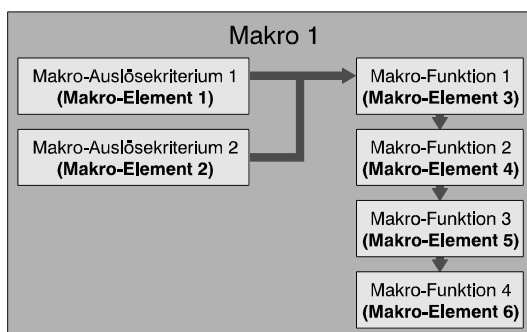 Makro 1
Makro-Auslösekriterium 1
(Makro-Element 1)
Makro-Auslösekriterium 2
(Makro-Element 2)
Makro-Funktion 1
(Makro-Element 3)
Makro-Funktion 2
(Makro-Element 4)
Makro-Funktion 3
(Makro-Element 5)
Makro-Funktion 4
(Makro-Element 6)